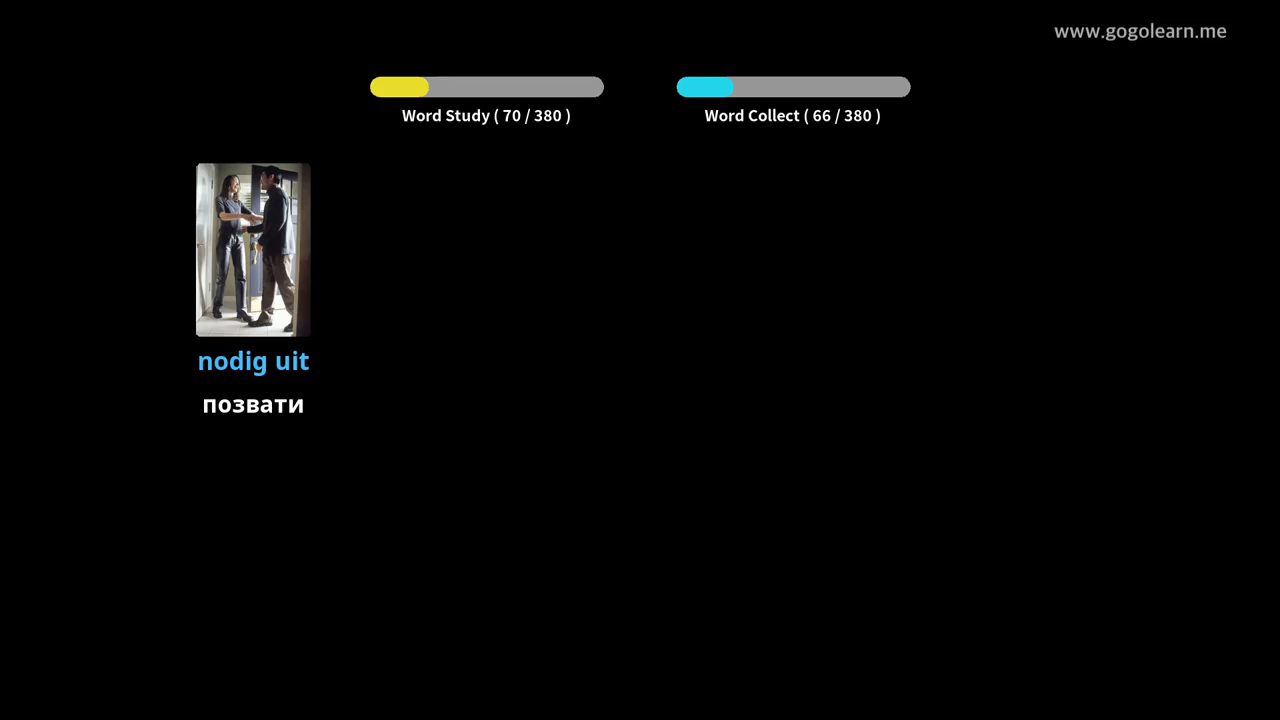 www.gogolearn.me
Word Study ( 70 / 380 )
Word Collect ( 66 / 380 )
nodig uit
позвати